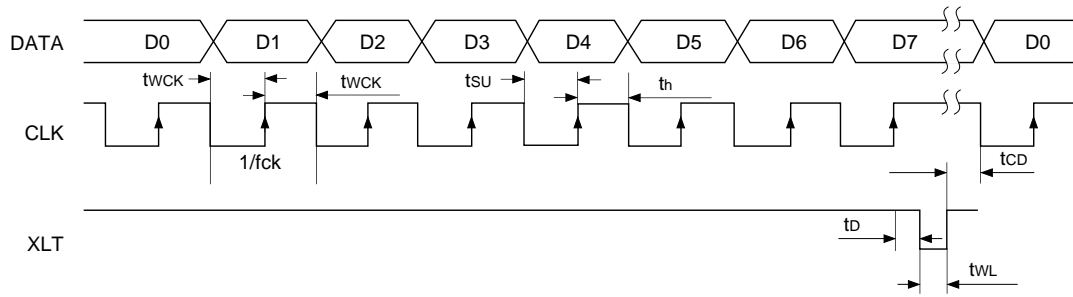 DATA D0 D1 D2 D3 D4 D5 D6 D7 D0
tWCK tWCK tSU th
CLK
1/fck tCD
tD
XLT
tWL